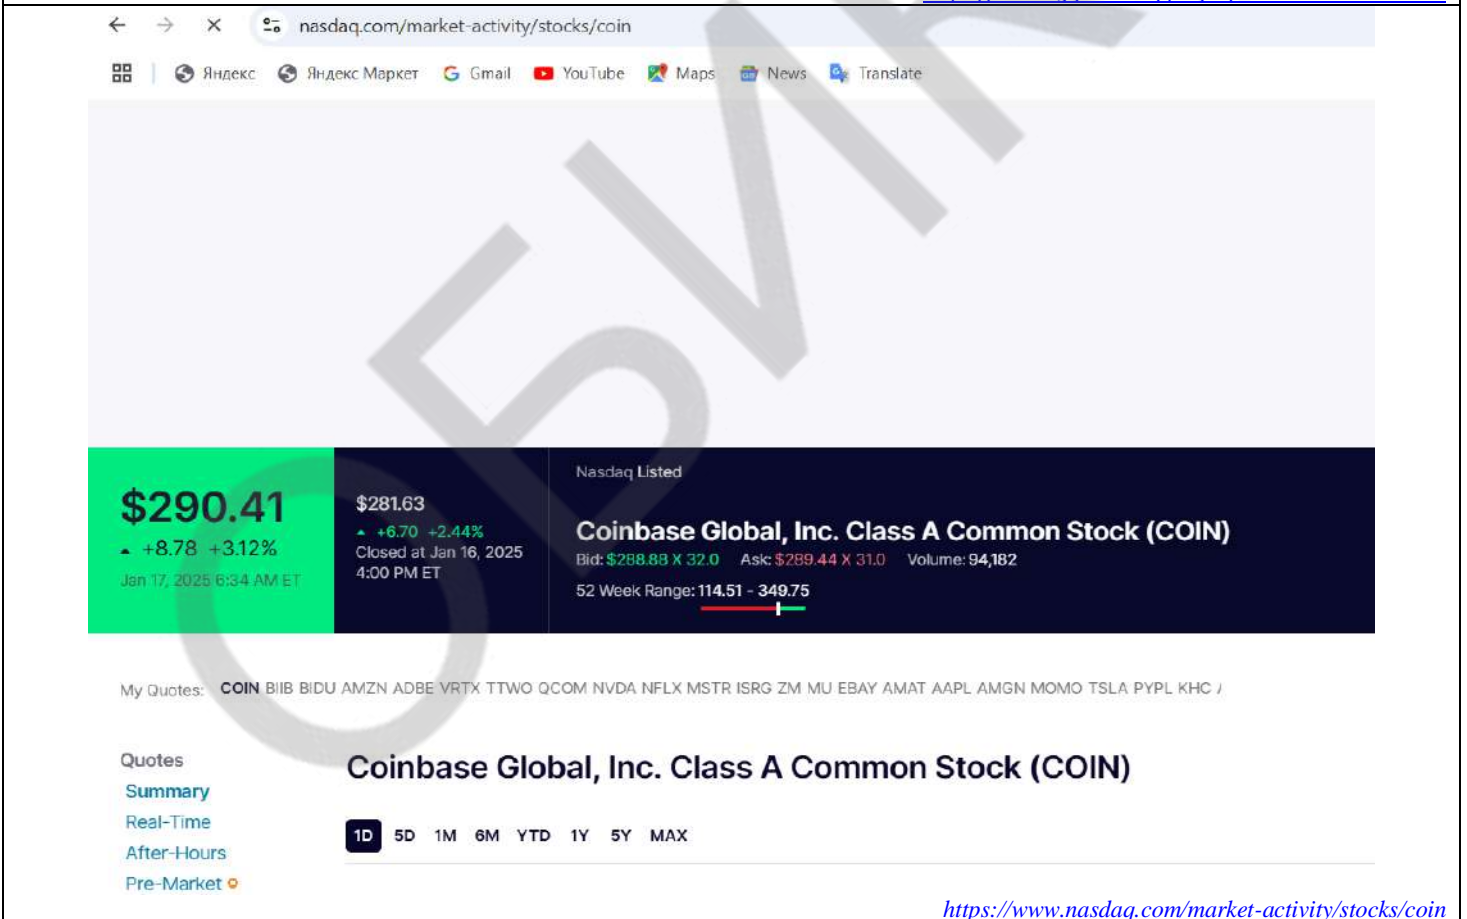 nasdaq.com/market-activity/stocks/coin
Яндекс Яндекс Маркет Gmail YouTube Maps News Translate
ОБИК
$290.41
+8.78 +3.12%
Jan 17, 2025 6:34 AM ET
$281.63
+6.70 +2.44%
Closed at Jan 16, 2025
4:00 PM ET
Nasdaq Listed
Coinbase Global, Inc. Class A Common Stock (COIN)
Bid: $288.88 X 32.0 Ask: $289.44 X 31.0 Volume: 94,182
52 Week Range: 114.51 - 349.75
My Quotes: COIN BIIB BIDU AMZN ADBE VRTX TTWO QCOM NVDA NFLX MSTR ISRG ZM MU EBAY AMAT AAPL AMGN MOMO TSLA PYPL KHC
Quotes
Summary
Real-Time
After-Hours
Pre-Market
Coinbase Global, Inc. Class A Common Stock (COIN)
1D 5D 1M 6M YTD 1Y 5Y MAX
https://www.nasdaq.com/market-activity/stocks/coin